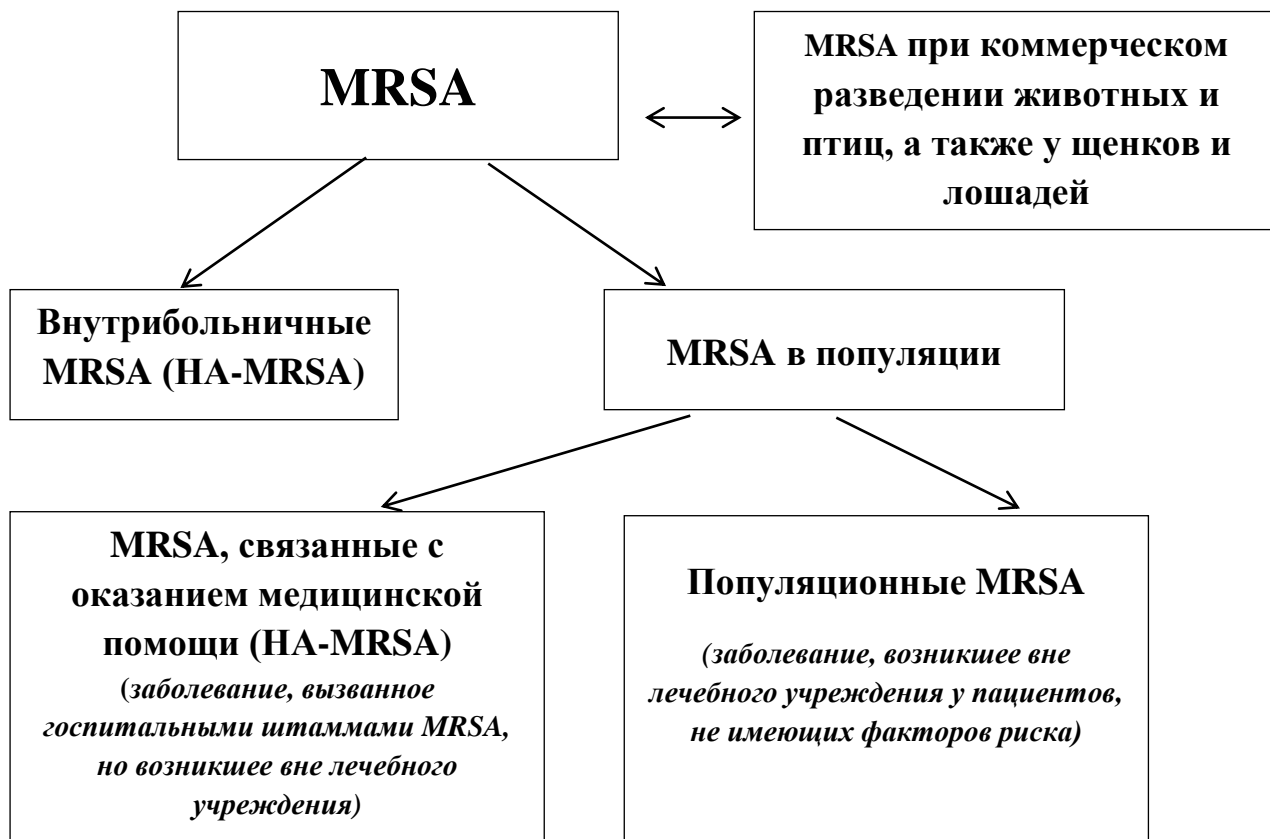 MRSA
MRSA при коммерческом
разведении животных и
птиц, а также у щенков и
лошадей
Внутрибольничные
MRSA (HA-MRSA)
MRSA в популяции
MRSA, связанные с
оказанием медицинской
помощи (HA-MRSA)
(заболевание, вызванное
госпитальными штаммами MRSA,
но возникшее вне лечебного
учреждения)
Популяционные MRSA
(заболевание, возникшее вне
лечебного учреждения у пациентов,
не имеющих факторов риска)